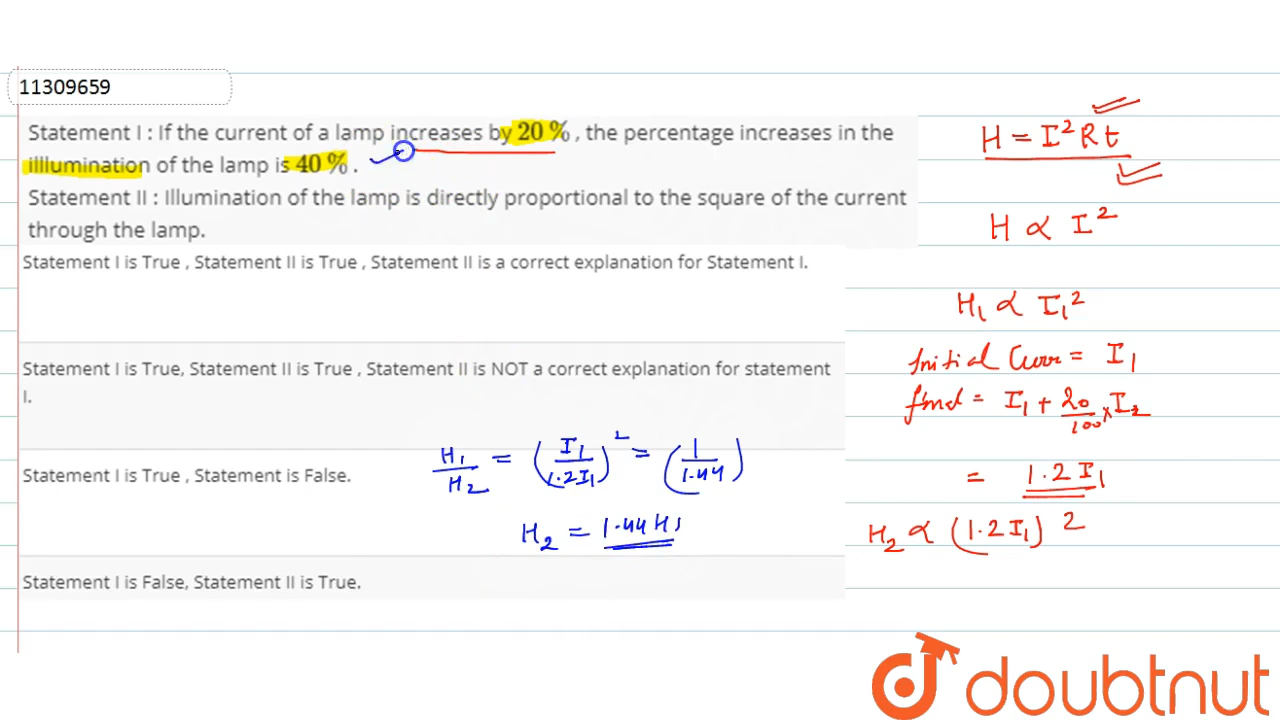 11309659
Statement I : If the current of a lamp increases by 20 % , the percentage increases in the
illlumination of the lamp is 40 % .
Statement II : Illumination of the lamp is directly proportional to the square of the current
through the lamp.
Statement I is True , Statement II is True , Statement II is a correct explanation for Statement I.
Statement I is True, Statement II is True , Statement II is NOT a correct explanation for statement
I.
Statement I is True , Statement is False.
Statement I is False, Statement II is True.
H₁/H₂ = (I₁/1.2I₁)² = (1/1.44)
H₂ = 1.44 H₁
H = I² R t
H ∝ I²
H₁ ∝ I₁²
Initial Curr = I₁
final = I₁ + 20/100 × I₂
= 1.2 I₁
H₂ ∝ (1.2 I₁) 2
doubtnut